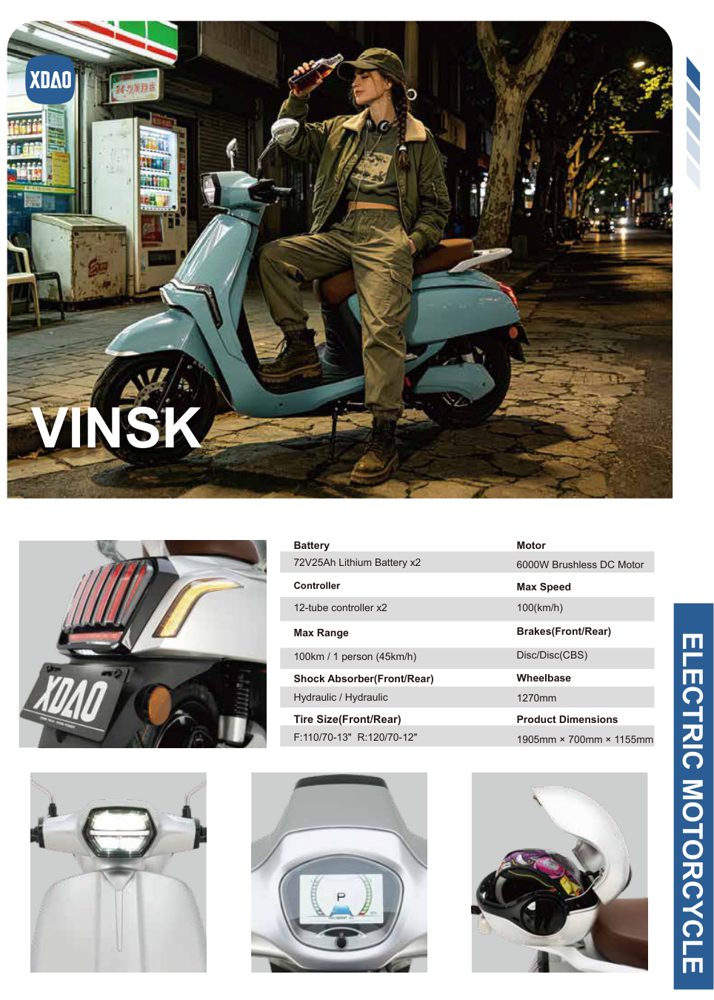 XDAO
VINSK
Battery
72V25Ah Lithium Battery x2
Controller
12-tube controller x2
Max Range
100km / 1 person (45km/h)
Shock Absorber(Front/Rear)
Hydraulic / Hydraulic
Tire Size(Front/Rear)
F:110/70-13" R:120/70-12"
Motor
6000W Brushless DC Motor
Max Speed
100(km/h)
Brakes(Front/Rear)
Disc/Disc(CBS)
Wheelbase
1270mm
Product Dimensions
1905mm × 700mm × 1155mm
XDAO
P
ELECTRIC MOTORCYCLE